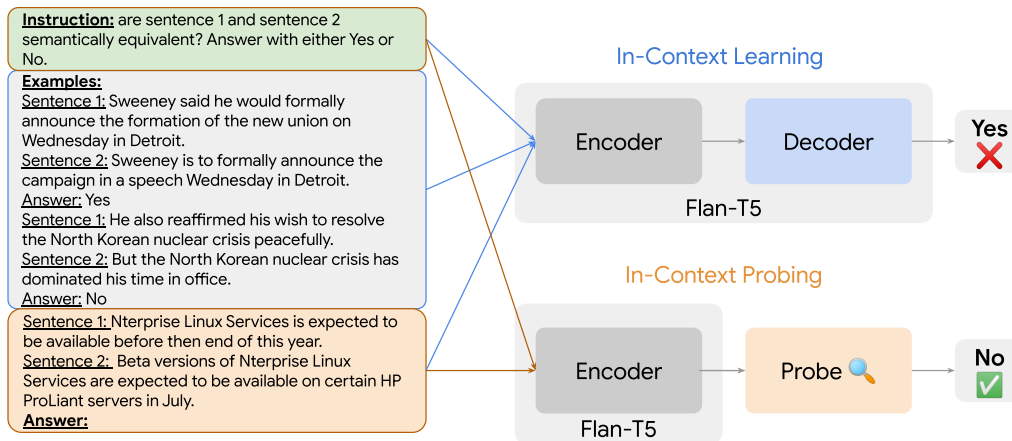 Instruction: are sentence 1 and sentence 2
semantically equivalent? Answer with either Yes or
No.
Examples:
Sentence 1: Sweeney said he would formally
announce the formation of the new union on
Wednesday in Detroit.
Sentence 2: Sweeney is to formally announce the
campaign in a speech Wednesday in Detroit.
Answer: Yes
Sentence 1: He also reaffirmed his wish to resolve
the North Korean nuclear crisis peacefully.
Sentence 2: But the North Korean nuclear crisis has
dominated his time in office.
Answer: No
Sentence 1: Nterprise Linux Services is expected to
be available before then end of this year.
Sentence 2: Beta versions of Nterprise Linux
Services are expected to be available on certain HP
ProLiant servers in July.
Answer:
In-Context Learning
Encoder
Decoder
Yes
Flan-T5
In-Context Probing
Encoder
Probe
No
Flan-T5